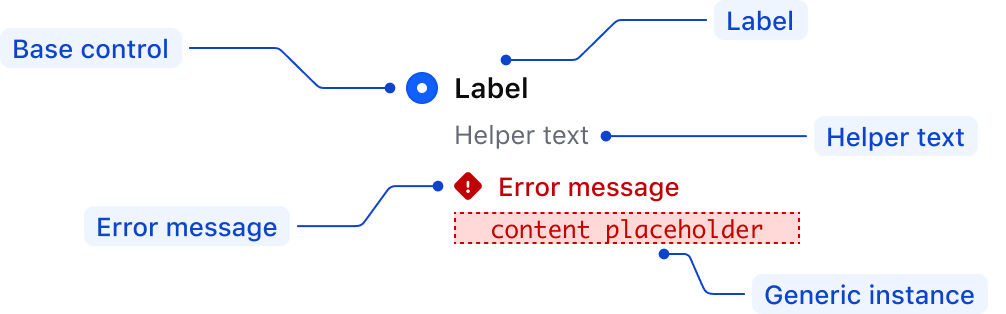 Label
Base control
Label
Helper text
Helper text
Error message
Error message
content placeholder
Generic instance